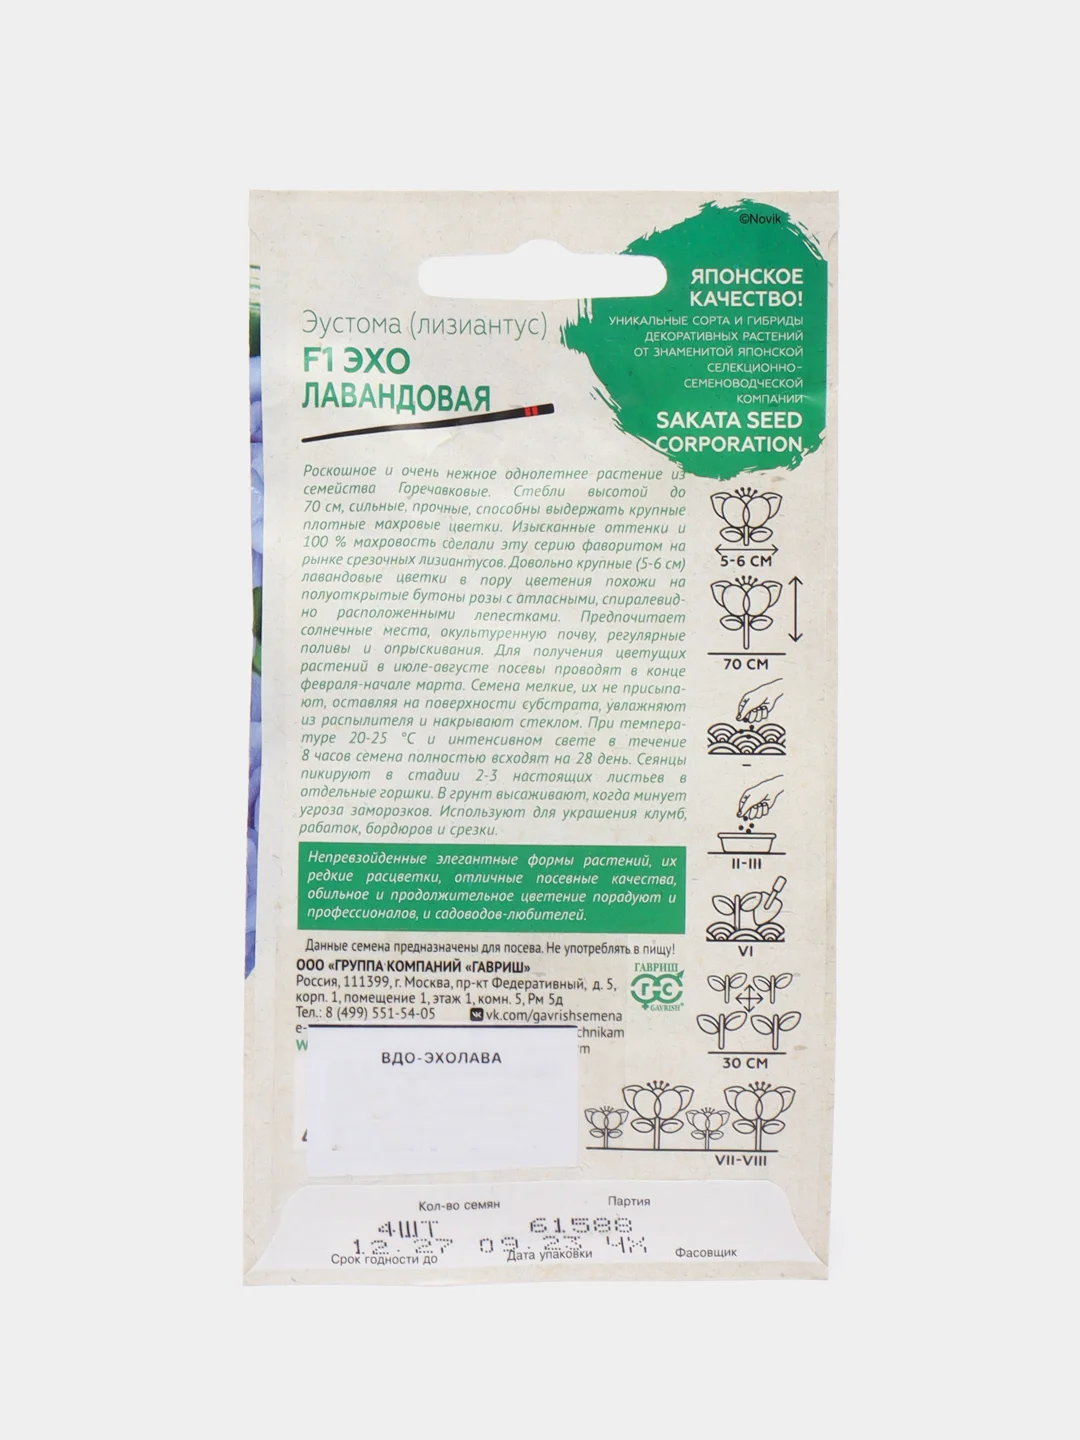 ©Novik
ЯПОНСКОЕ
КАЧЕСТВО!
УНИКАЛЬНЫЕ СОРТА И ГИБРИДЫ
ДЕКОРАТИВНЫХ РАСТЕНИЙ
ОТ ЗНАМЕНИТОЙ ЯПОНСКОЙ
СЕЛЕКЦИОННО-
СЕМЕНОВОДЧЕСКОЙ
КОМПАНИИ
SAKATA SEED
CORPORATION
Эустома (лизиантус)
F1 ЭХО
ЛАВАНДОВАЯ
Роскошное и очень нежное однолетнее растение из
семейства Горечавковые. Стебли высотой до
70 см, сильные, прочные, способны выдержать крупные
плотные махровые цветки. Изысканные оттенки и
100 % махровость сделали эту серию фаворитом на
рынке срезочных лизиантусов. Довольно крупные (5-6 см)
лавандовые цветки в пору цветения похожи на
полуоткрытые бутоны розы с атласными, спиралевид-
но расположенными лепестками. Предпочитает
солнечные места, окультуренную почву, регулярные
поливы и опрыскивания. Для получения цветущих
растений в июле-августе посевы проводят в конце
февраля-начале марта. Семена мелкие, их не присыпа-
ют, оставляя на поверхности субстрата, увлажняют
из распылителя и накрывают стеклом. При темпера-
туре 20-25 °С и интенсивном свете в течение
8 часов семена полностью всходят на 28 день. Сеянцы
пикируют в стадии 2-3 настоящих листьев в
отдельные горшки. В грунт высаживают, когда минует
угроза заморозков. Используют для украшения клумб,
рабаток, бордюров и срезки.
Непревзойденные элегантные формы растений, их
редкие расцветки, отличные посевные качества,
обильное и продолжительное цветение порадуют и
профессионалов, и садоводов-любителей.
Данные семена предназначены для посева. Не употреблять в пищу!
ООО «ГРУППА КОМПАНИЙ «ГАВРИШ»
Россия, 111399, г. Москва, пр-кт Федеративный, д. 5,
корп. 1, помещение 1, этаж 1, комн. 5, Рм 5д
Тел.: 8 (499) 551-54-05 vk.com/gavrishsemena
e- chnikam
W m
ГАВРИШ
ГС
GAVRISH®
ВДО-ЭХОЛАВА
5-6 СМ
70 СМ
–
II-III
VI
30 СМ
VII-VIII
Кол-во семян Партия
4ШТ 61588
12.27 09.23 4X
Срок годности до Дата упаковки Фасовщик